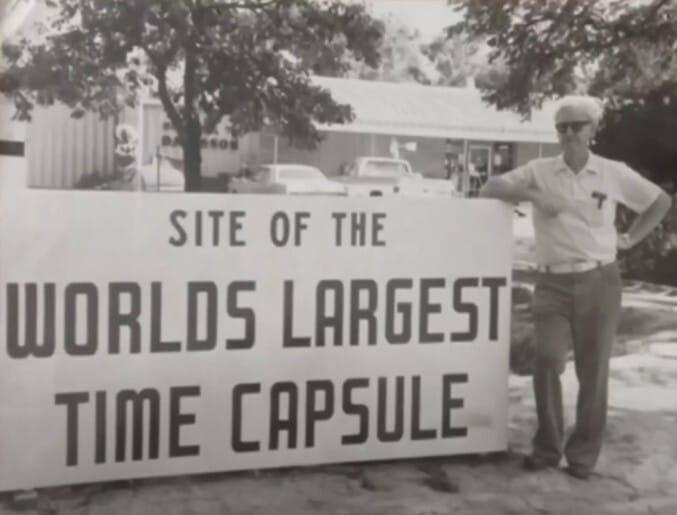 SITE OF THE
WORLDS LARGEST
TIME CAPSULE